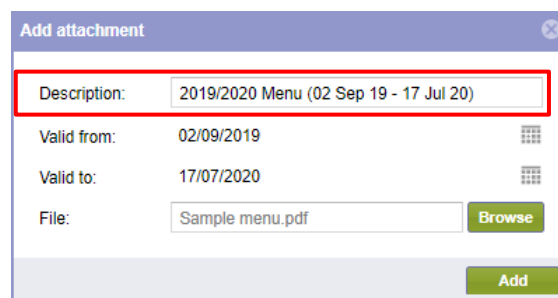 Add attachment
Description: 2019/2020 Menu (02 Sep 19 - 17 Jul 20)
Valid from: 02/09/2019
Valid to: 17/07/2020
File: Sample menu.pdf Browse
Add